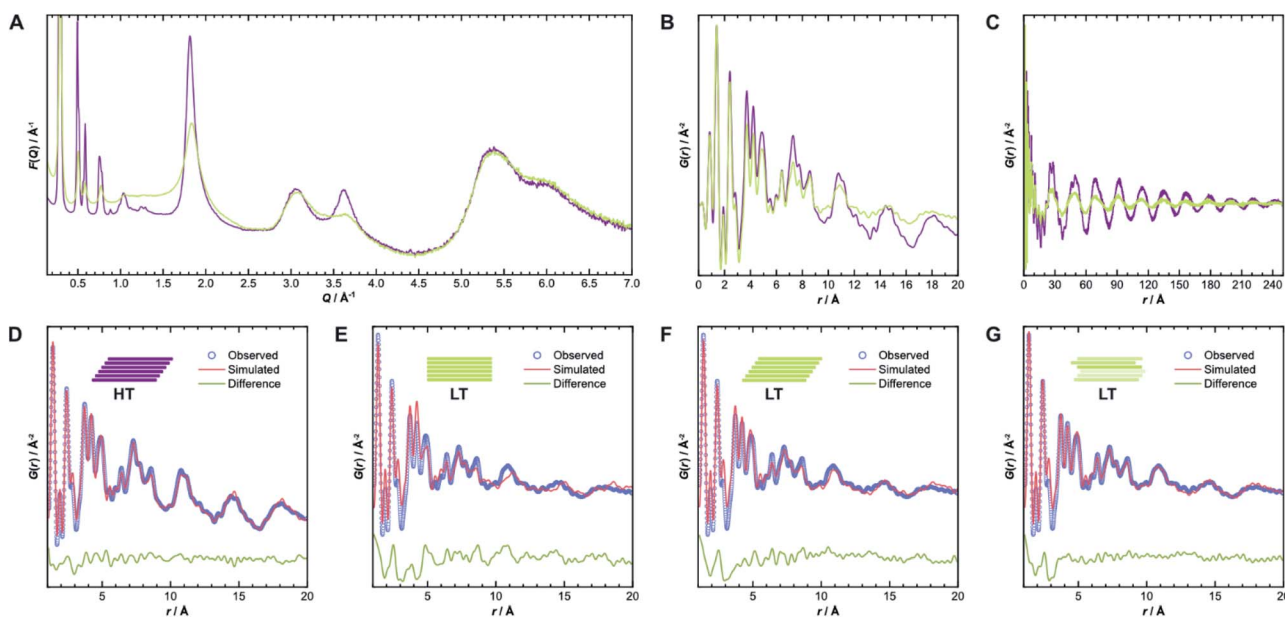 A
F(Q) / Å-1
0.5 1.0 1.5 2.0 2.5 3.0 3.5 4.0 4.5 5.0 5.5 6.0 6.5 7.0
Q / Å-1
B
G(r) / Å-2
0 2 4 6 8 10 12 14 16 18 20
r / Å
C
G(r) / Å-2
0 30 60 90 120 150 180 210 240
r / Å
D
G(r) / Å-2
HT
Observed
Simulated
Difference
5 10 15 20
r / Å
E
G(r) / Å-2
LT
Observed
Simulated
Difference
5 10 15 20
r / Å
F
G(r) / Å-2
LT
Observed
Simulated
Difference
5 10 15 20
r / Å
G
G(r) / Å-2
LT
Observed
Simulated
Difference
5 10 15 20
r / Å